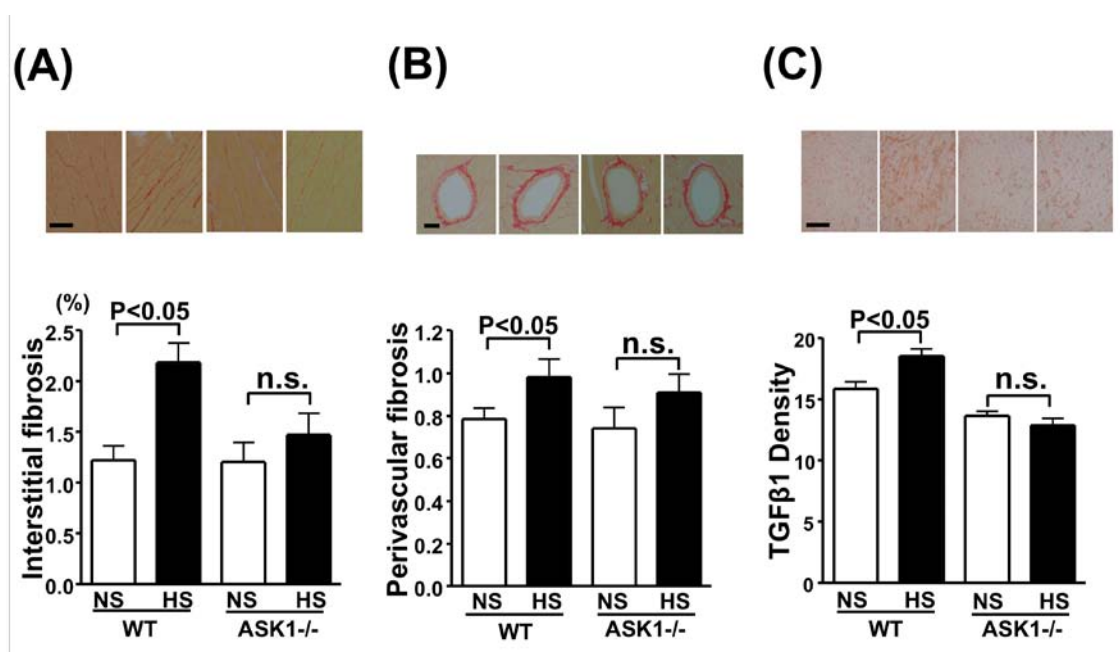 (A)
(%)
P<0.05
n.s.
Interstitial fibrosis
2.5
2.0
1.5
1.0
0.5
0.0
NS HS NS HS
WT ASK1-/-
(B)
P<0.05
n.s.
Perivascular fibrosis
1.2
1.0
0.8
0.6
0.4
0.2
0.0
NS HS NS HS
WT ASK1-/-
(C)
P<0.05
n.s.
TGFβ1 Density
20
15
10
5
0
NS HS NS HS
WT ASK1-/-